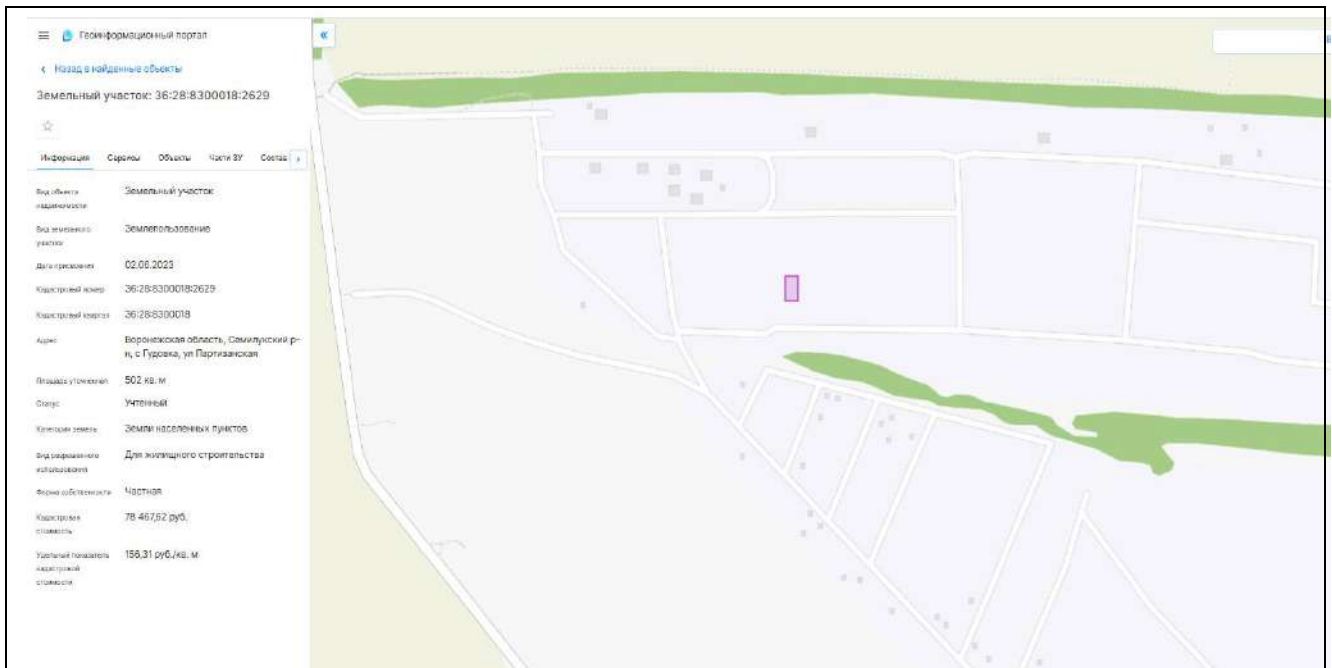 Геоинформационный портал
Назад в найденные объекты
Земельный участок: 36:28:8300018:2629
Информация Сервисы Объекты Части ЗУ Состав
Вид объекта недвижимости Земельный участок
Вид земельного участка Землепользование
Дата присвоения 02.06.2023
Кадастровый номер 36:28:8300018:2629
Кадастровый квартал 36:28:8300018
Адрес Воронежская область, Семилукский р-
н, с Гудовка, ул Партизанская
Площадь уточненная 502 кв. м
Статус Учтенный
Категория земель Земли населенных пунктов
Вид разрешенного использования Для жилищного строительства
Форма собственности Частная
Кадастровая стоимость 78 467,62 руб.
Удельный показатель кадастровой стоимости 156,31 руб./кв. м